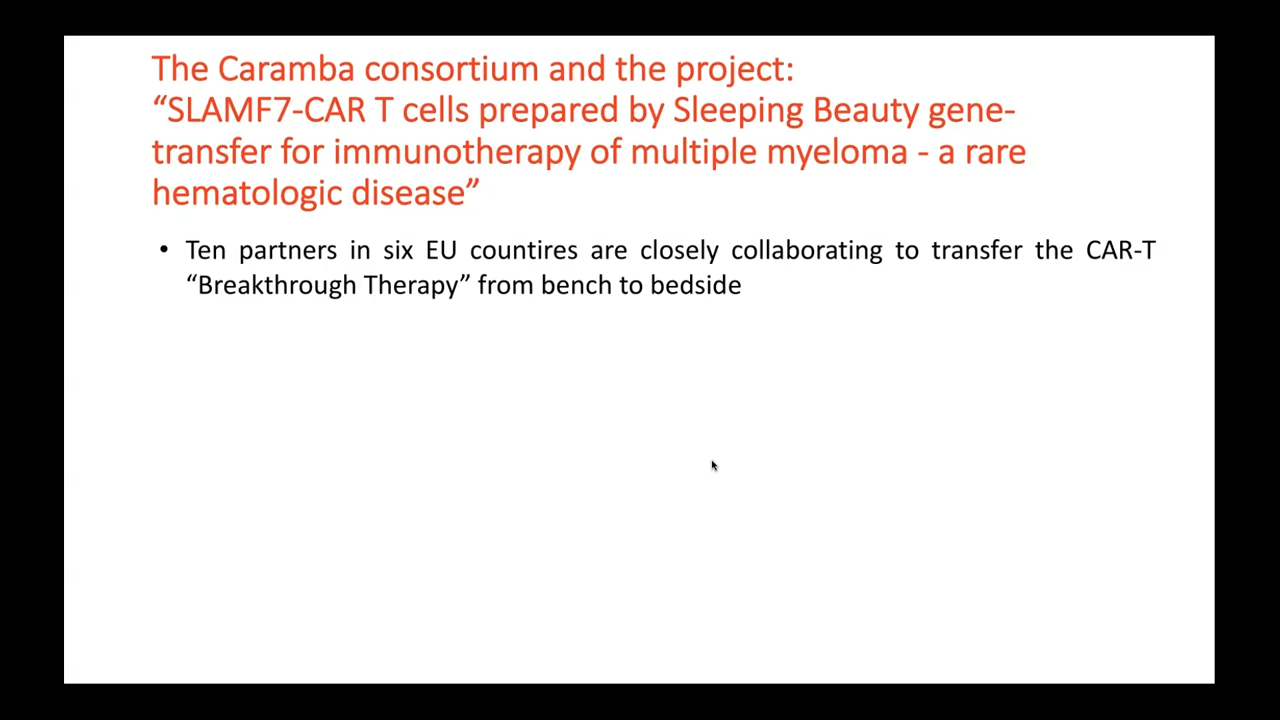 The Caramba consortium and the project:
“SLAMF7-CAR T cells prepared by Sleeping Beauty gene-
transfer for immunotherapy of multiple myeloma - a rare
hematologic disease”
• Ten partners in six EU countires are closely collaborating to transfer the CAR-T
“Breakthrough Therapy” from bench to bedside